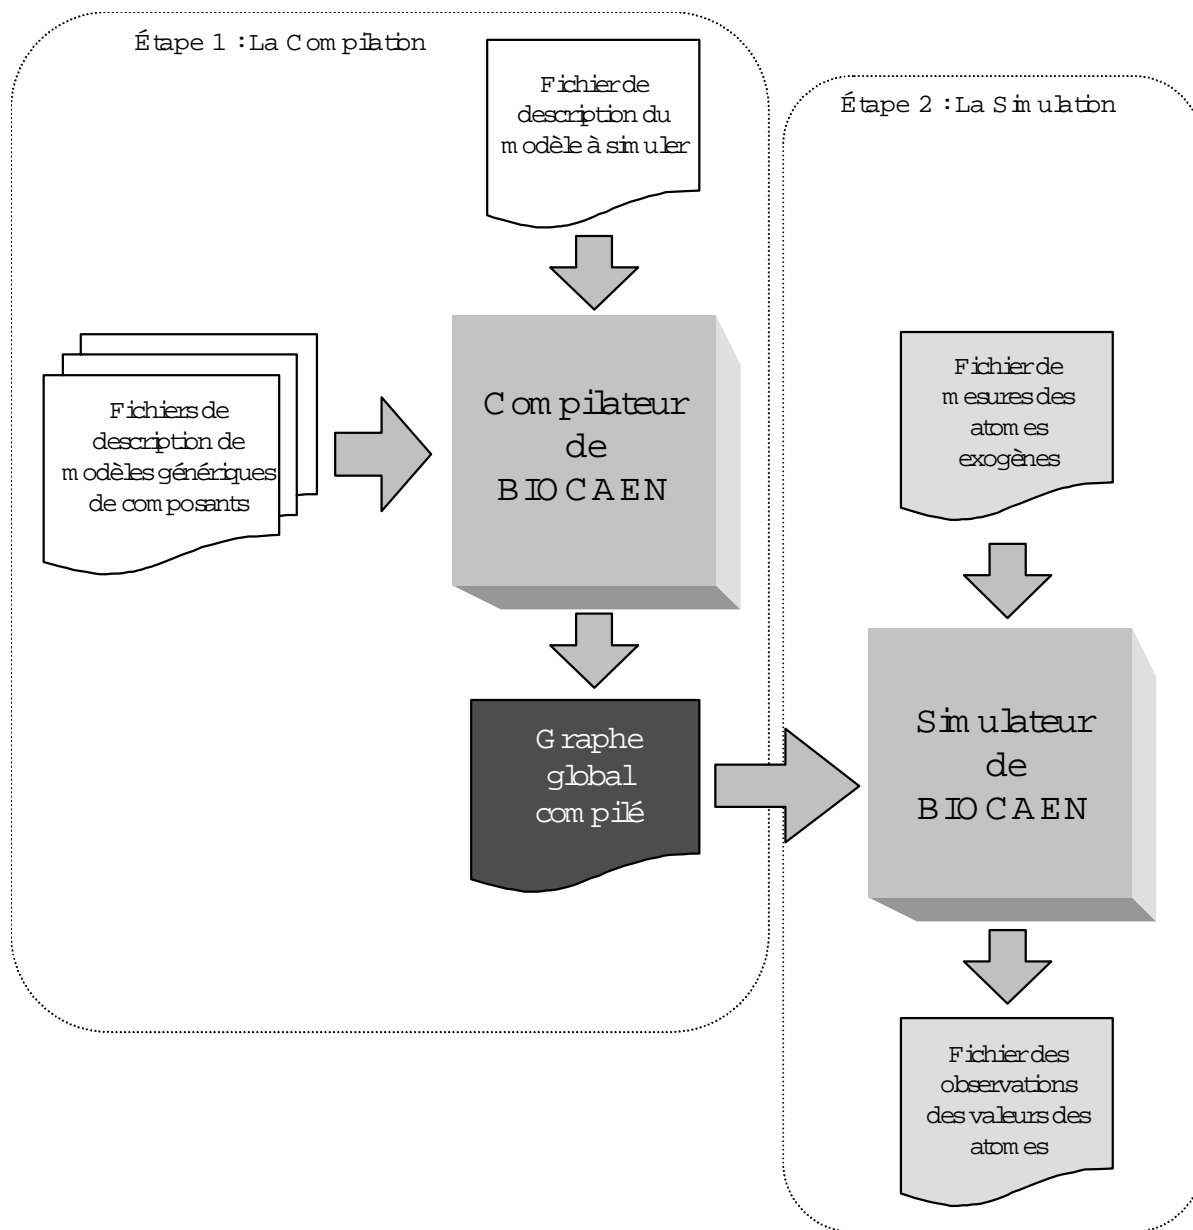 Étape 1 : La Compilation
Fichier de
description du
modèle à simuler
Étape 2 : La Simulation
Fichiers de
description de
modèles génériques
de composants
Compilateur
de
BIOCAEN
Fichier de
mesures des
atomes
exogènes
Graphe
global
compilé
Simulateur
de
BIOCAEN
Fichier des
observations
des valeurs des
atomes